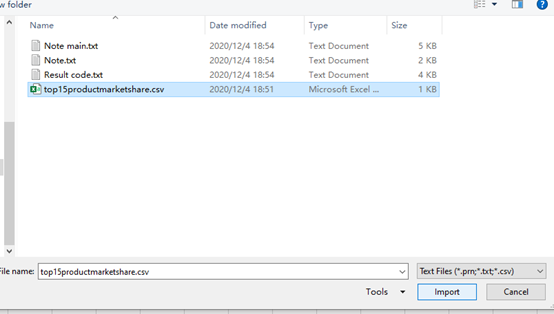 w folder
Name Date modified Type Size
Note main.txt 2020/12/4 18:54 Text Document 5 KB
Note.txt 2020/12/4 18:54 Text Document 2 KB
Result code.txt 2020/12/4 18:54 Text Document 4 KB
top15productmarketshare.csv 2020/12/4 18:51 Microsoft Excel ... 1 KB
File name: top15productmarketshare.csv Text Files (*.prn;*.txt;*.csv)
Tools Import Cancel